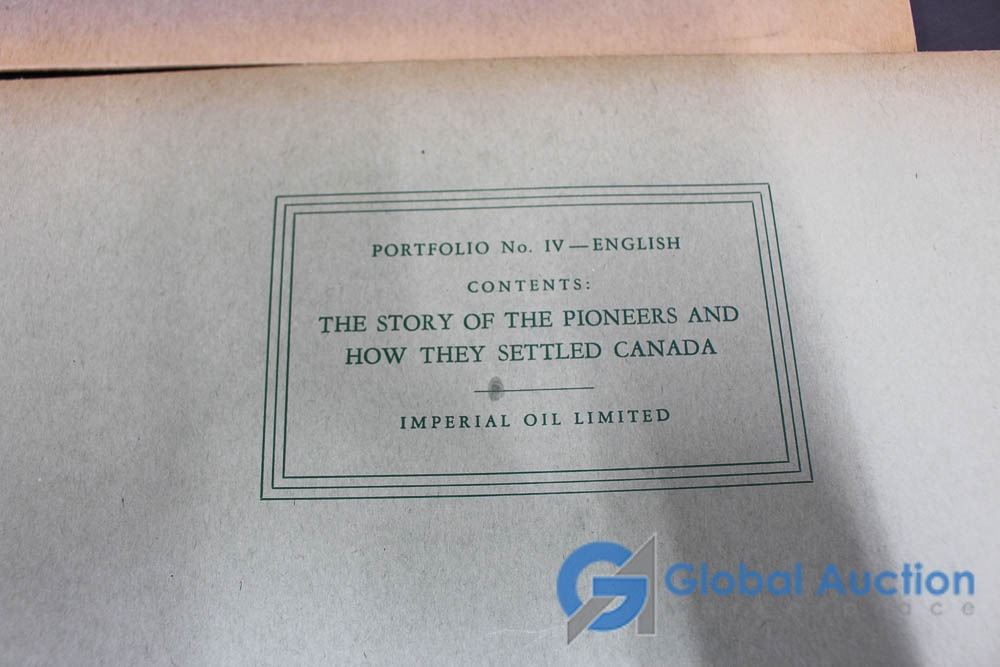 PORTFOLIO No. IV — ENGLISH
CONTENTS:
THE STORY OF THE PIONEERS AND
HOW THEY SETTLED CANADA
IMPERIAL OIL LIMITED
Global Auction